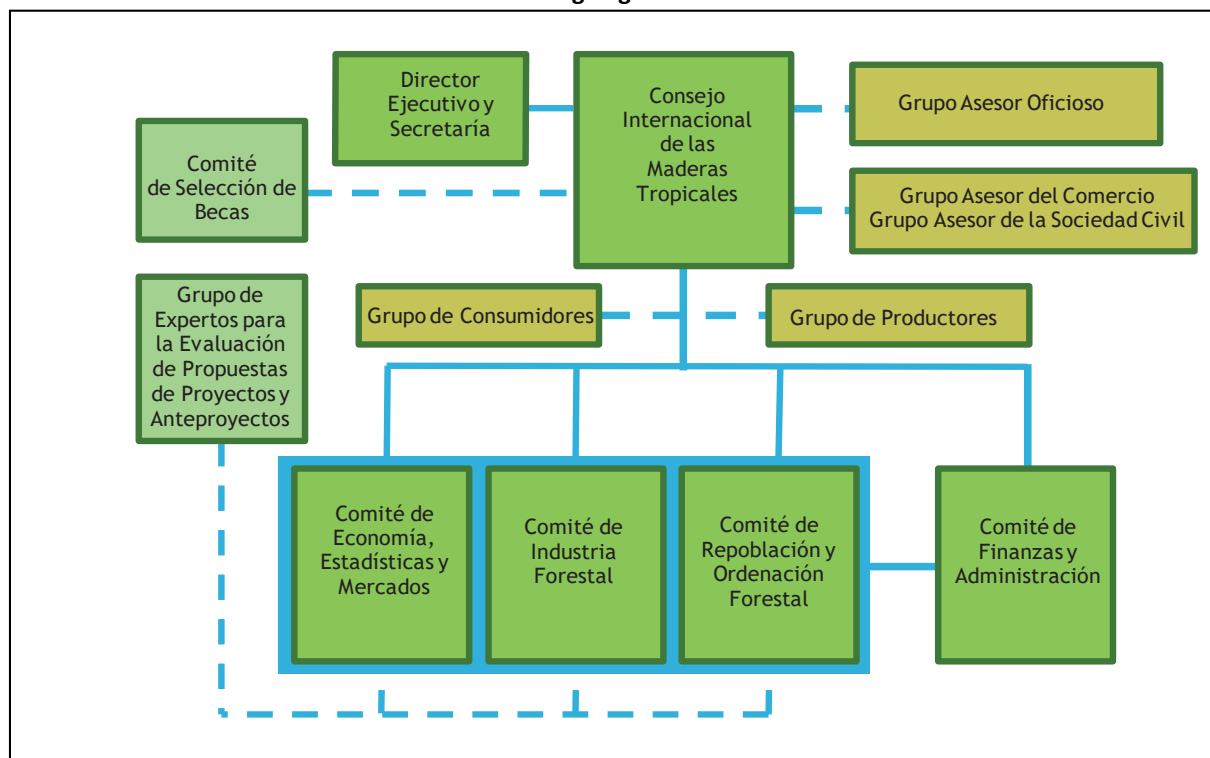 Director
Ejecutivo y
Secretaría
Consejo
Internacional
de las
Maderas
Tropicales
Grupo Asesor Oficioso
Comité
de Selección de
Becas
Grupo Asesor del Comercio
Grupo Asesor de la Sociedad Civil
Grupo de
Expertos para
la Evaluación
de Propuestas
de Proyectos y
Anteproyectos
Grupo de Consumidores
Grupo de Productores
Comité de
Economía,
Estadísticas y
Mercados
Comité de
Industria
Forestal
Comité de
Repoblación y
Ordenación
Forestal
Comité de
Finanzas y
Administración